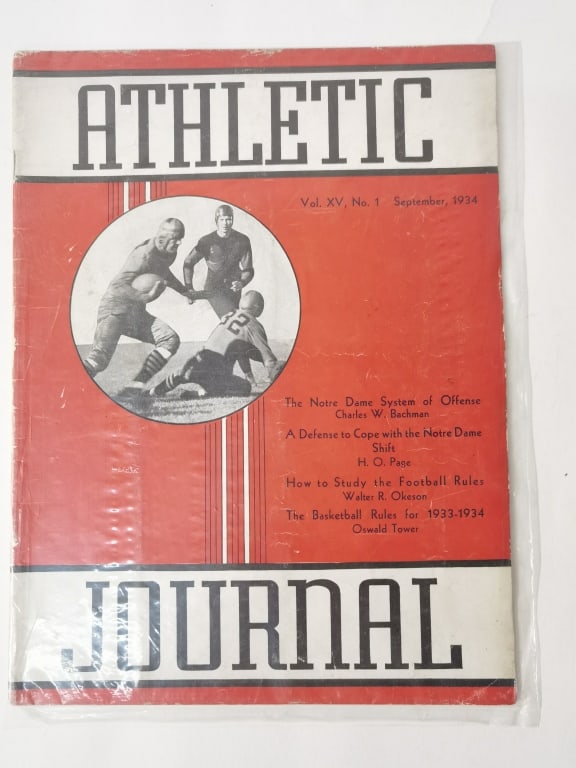 ATHLETIC
Vol. XV, No. 1 September, 1934
32
The Notre Dame System of Offense
Charles W. Bachman
A Defense to Cope with the Notre Dame
Shift
H. O. Page
How to Study the Football Rules
Walter R. Okeson
The Basketball Rules for 1933-1934
Oswald Tower
JOURNAL